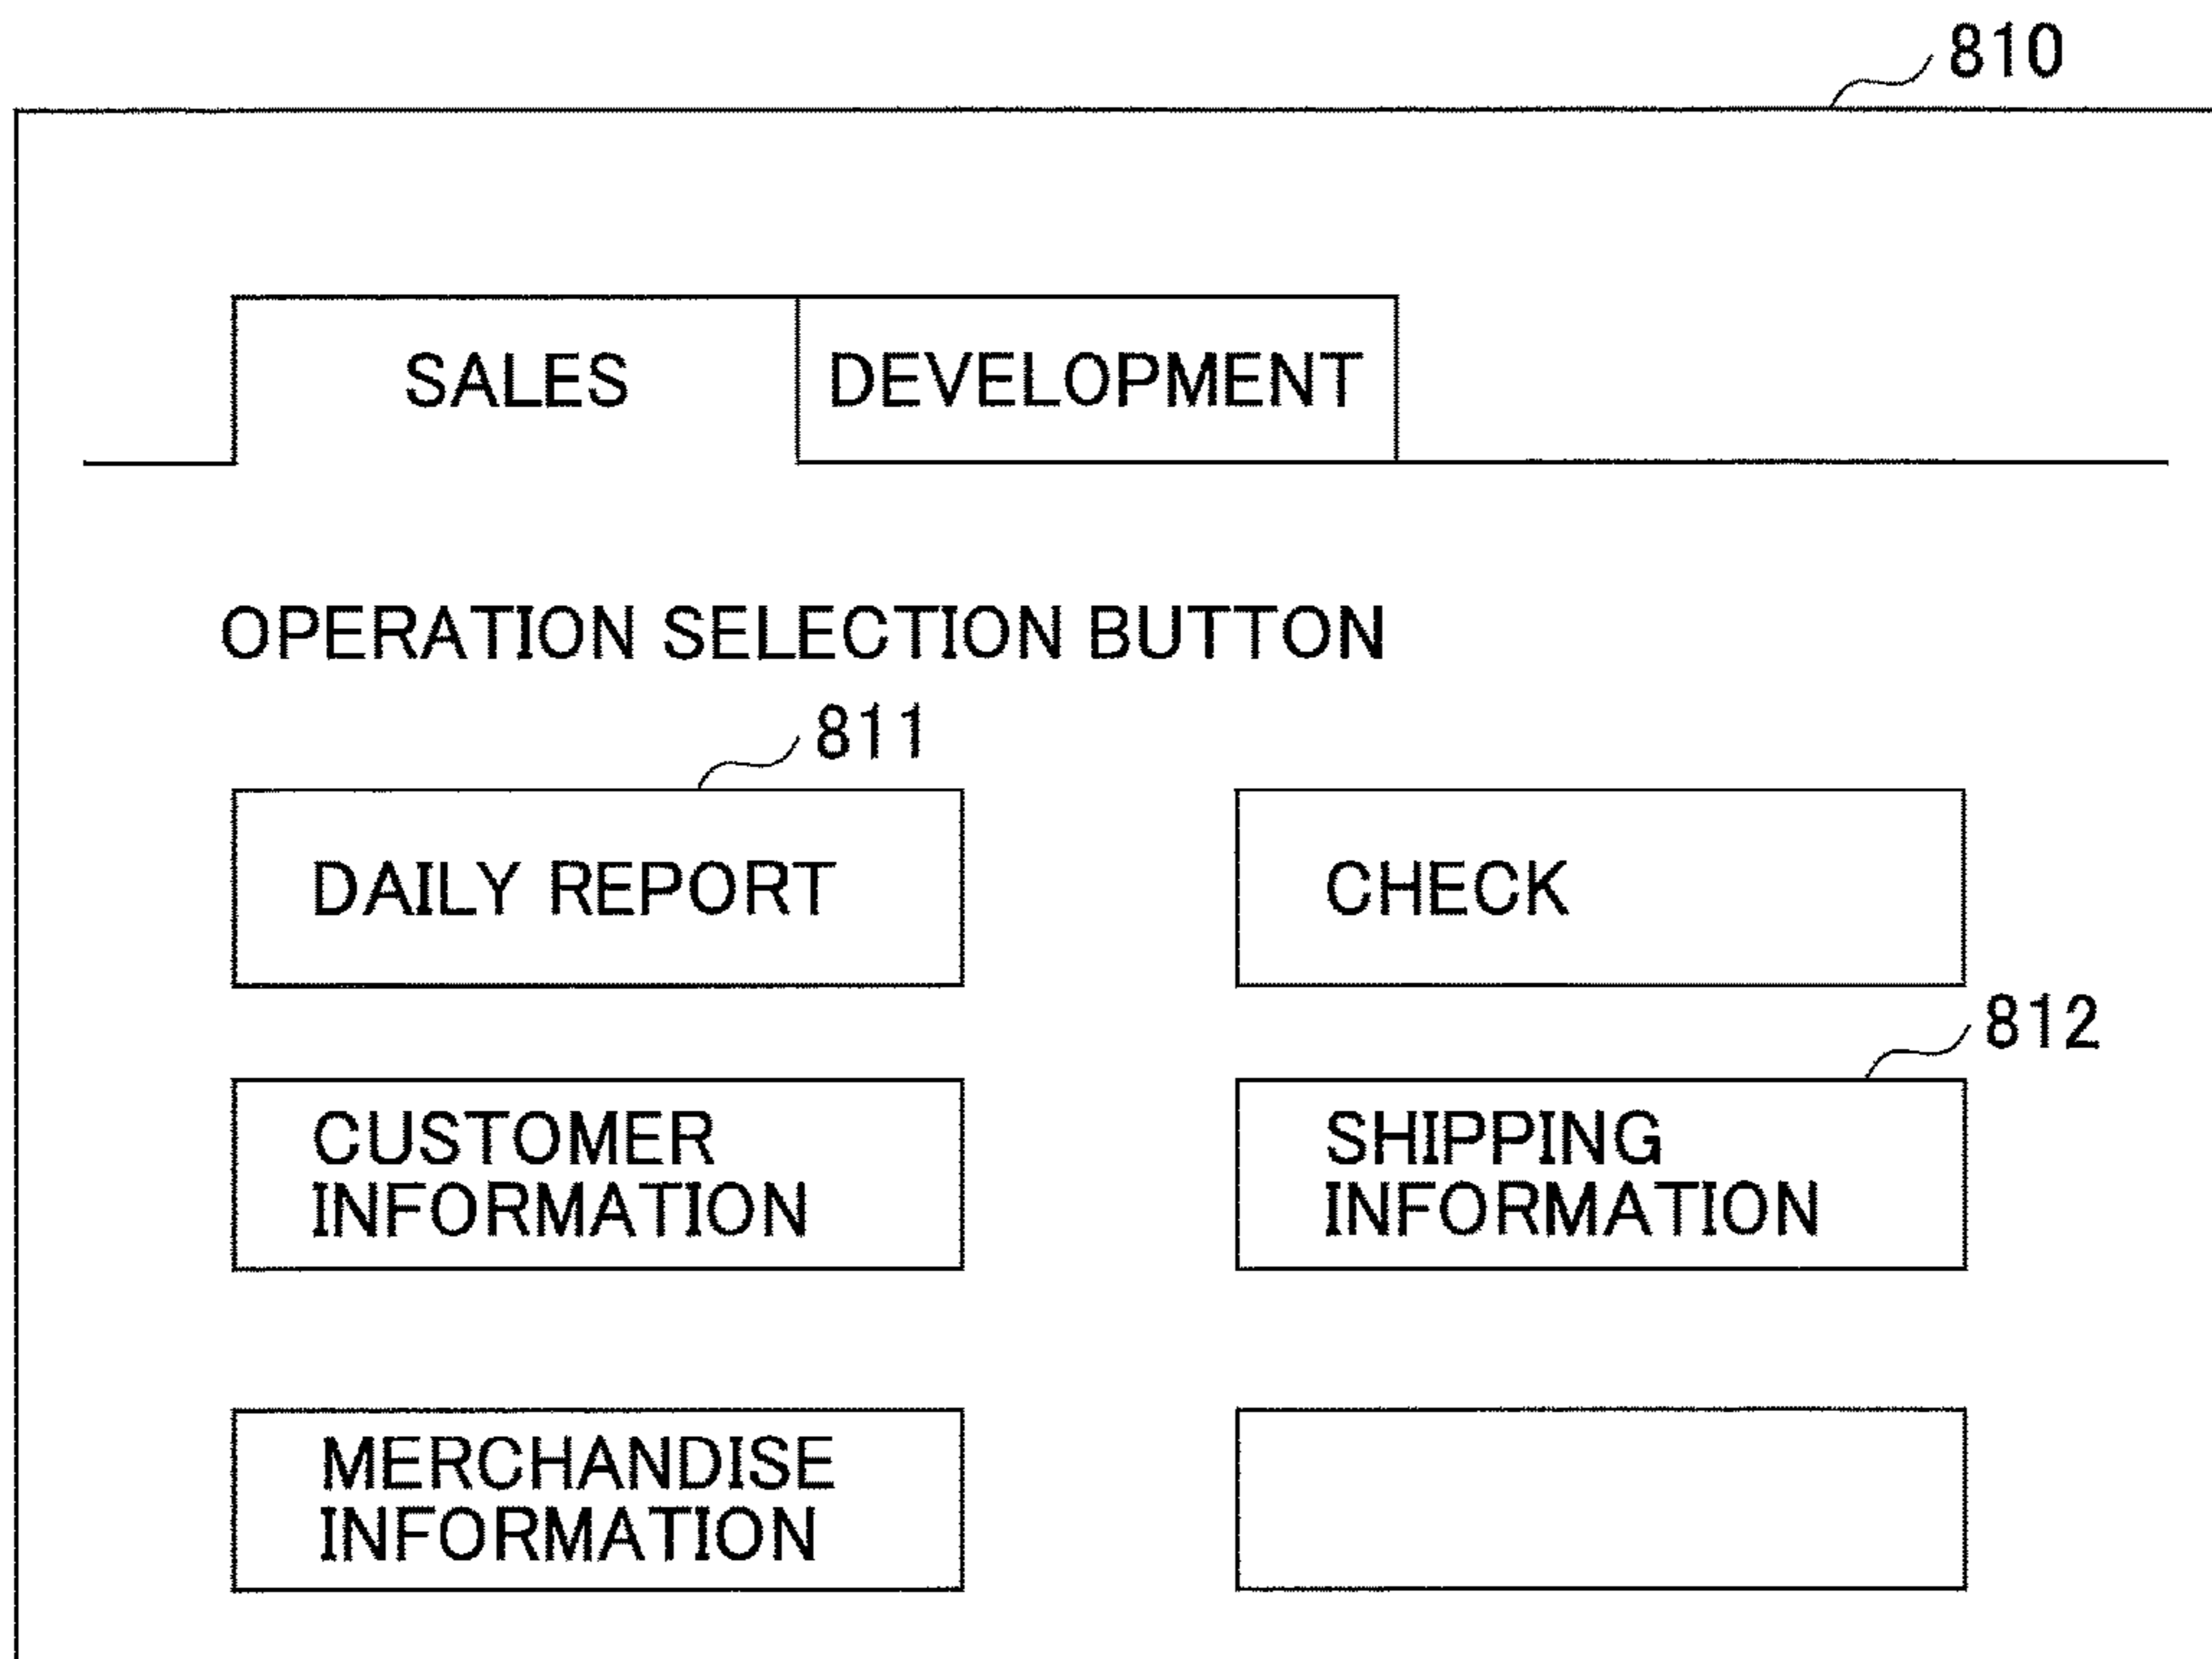 810
SALES DEVELOPMENT
OPERATION SELECTION BUTTON
811
DAILY REPORT
CHECK
812
CUSTOMER
INFORMATION
SHIPPING
INFORMATION
MERCHANDISE
INFORMATION